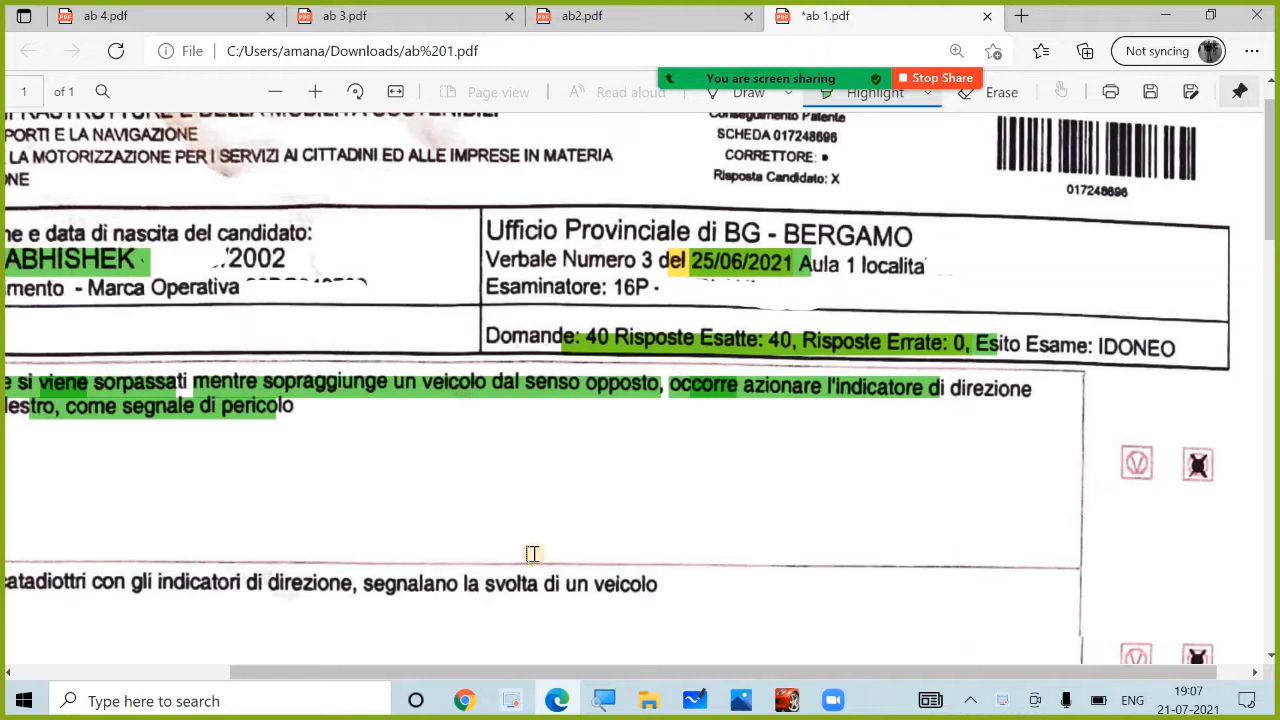 ab 4.pdf
ab 3.pdf
ab2.pdf
*ab 1.pdf
File
C:/Users/amana/Downloads/ab%201.pdf
Not syncing
You are screen sharing
Stop Share
1 of 1
Page view
Read aloud
Draw
Highlight
Erase
PORTI E LA NAVIGAZIONE
LA MOTORIZZAZIONE PER I SERVIZI AI CITTADINI ED ALLE IMPRESE IN MATERIA
ONE
Conseguimento Patente
SCHEDA 017248696
CORRETTORE: •
Risposta Candidato: X
017248696
ne e data di nascita del candidato:
ABHISHEK /2002
mento - Marca Operativa
Ufficio Provinciale di BG - BERGAMO
Verbale Numero 3 del 25/06/2021 Aula 1 localita'
Esaminatore: 16P -
Domande: 40 Risposte Esatte: 40, Risposte Errate: 0, Esito Esame: IDONEO
e si viene sorpassati mentre sopraggiunge un veicolo dal senso opposto, occorre azionare l'indicatore di direzione
destro, come segnale di pericolo
V
catadiottri con gli indicatori di direzione, segnalano la svolta di un veicolo
V
Type here to search
ENG
19:07
21-07-2021